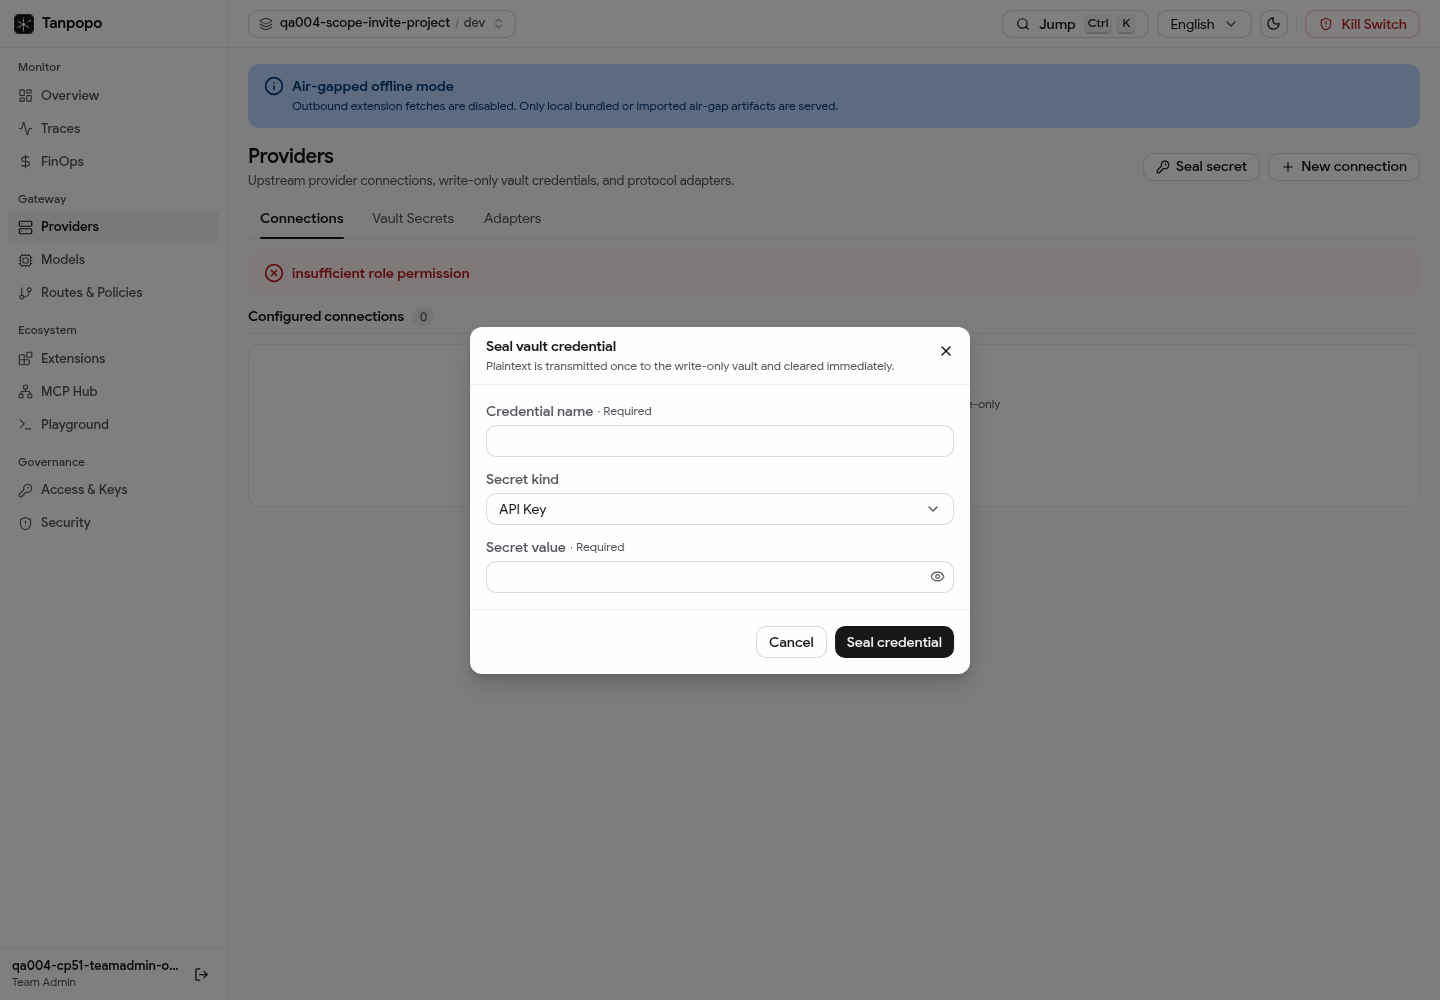 Tanpopo
qa004-scope-invite-project / dev
Jump Ctrl K
English
Kill Switch
Monitor
Overview
Traces
FinOps
Gateway
Providers
Models
Routes & Policies
Ecosystem
Extensions
MCP Hub
Playground
Governance
Access & Keys
Security
qa004-cp51-teamadmin-o...
Team Admin
Air-gapped offline mode
Outbound extension fetches are disabled. Only local bundled or imported air-gap artifacts are served.
Providers
Upstream provider connections, write-only vault credentials, and protocol adapters.
Seal secret
New connection
Connections
Vault Secrets
Adapters
insufficient role permission
Configured connections 0
e-only
Seal vault credential
Plaintext is transmitted once to the write-only vault and cleared immediately.
Credential name · Required
Secret kind
API Key
Secret value · Required
Cancel
Seal credential